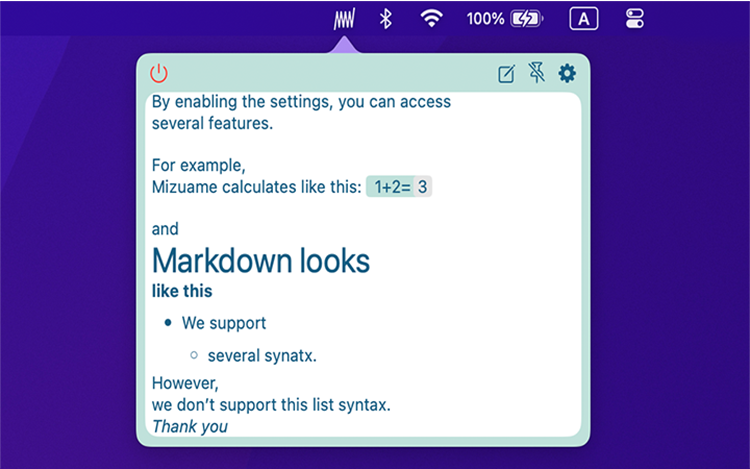 100%
A
By enabling the settings, you can access
several features.
For example,
Mizuame calculates like this: 1+2= 3
and
Markdown looks
like this
• We support
○ several synatx.
However,
we don’t support this list syntax.
Thank you